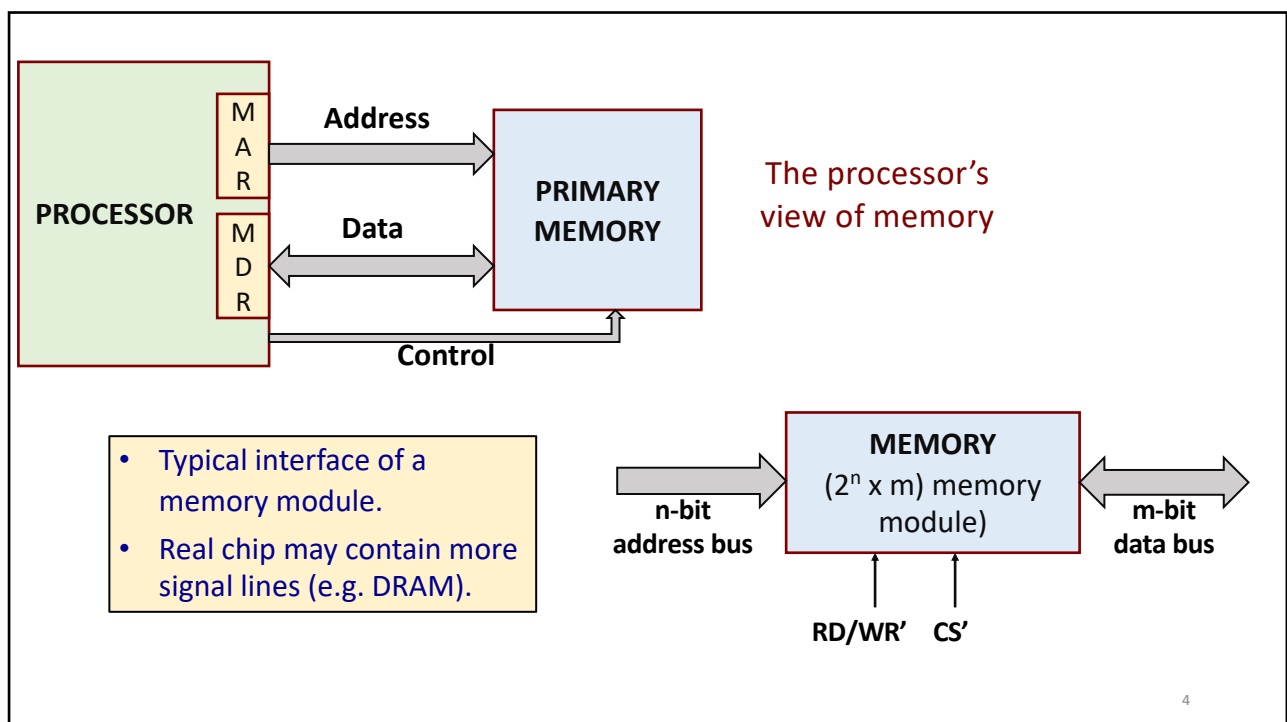 PROCESSOR
M
A
R
M
D
R
Address
Data
Control
PRIMARY
MEMORY
The processor’s
view of memory
• Typical interface of a
memory module.
• Real chip may contain more
signal lines (e.g. DRAM).
n-bit
address bus
MEMORY
(2ⁿ x m) memory
module)
m-bit
data bus
RD/WR’ CS’
4